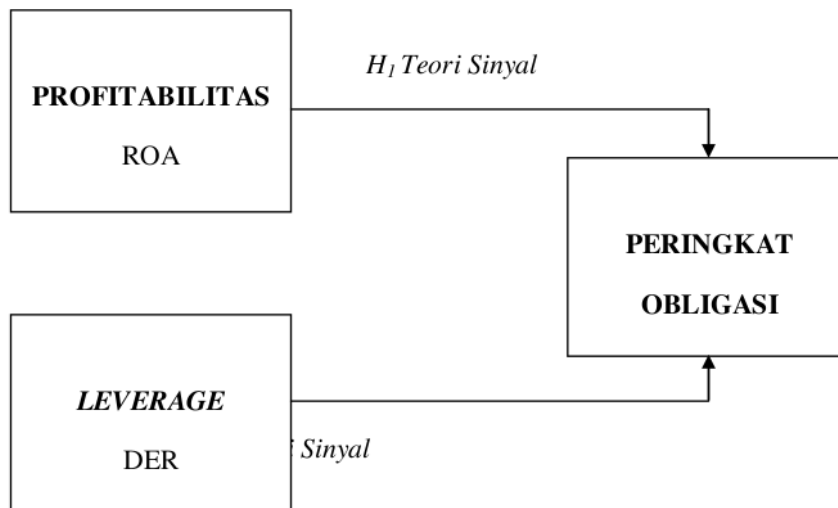 H1 Teori Sinyal
PROFITABILITAS
ROA
PERINGKAT
OBLIGASI
LEVERAGE
DER
Sinyal